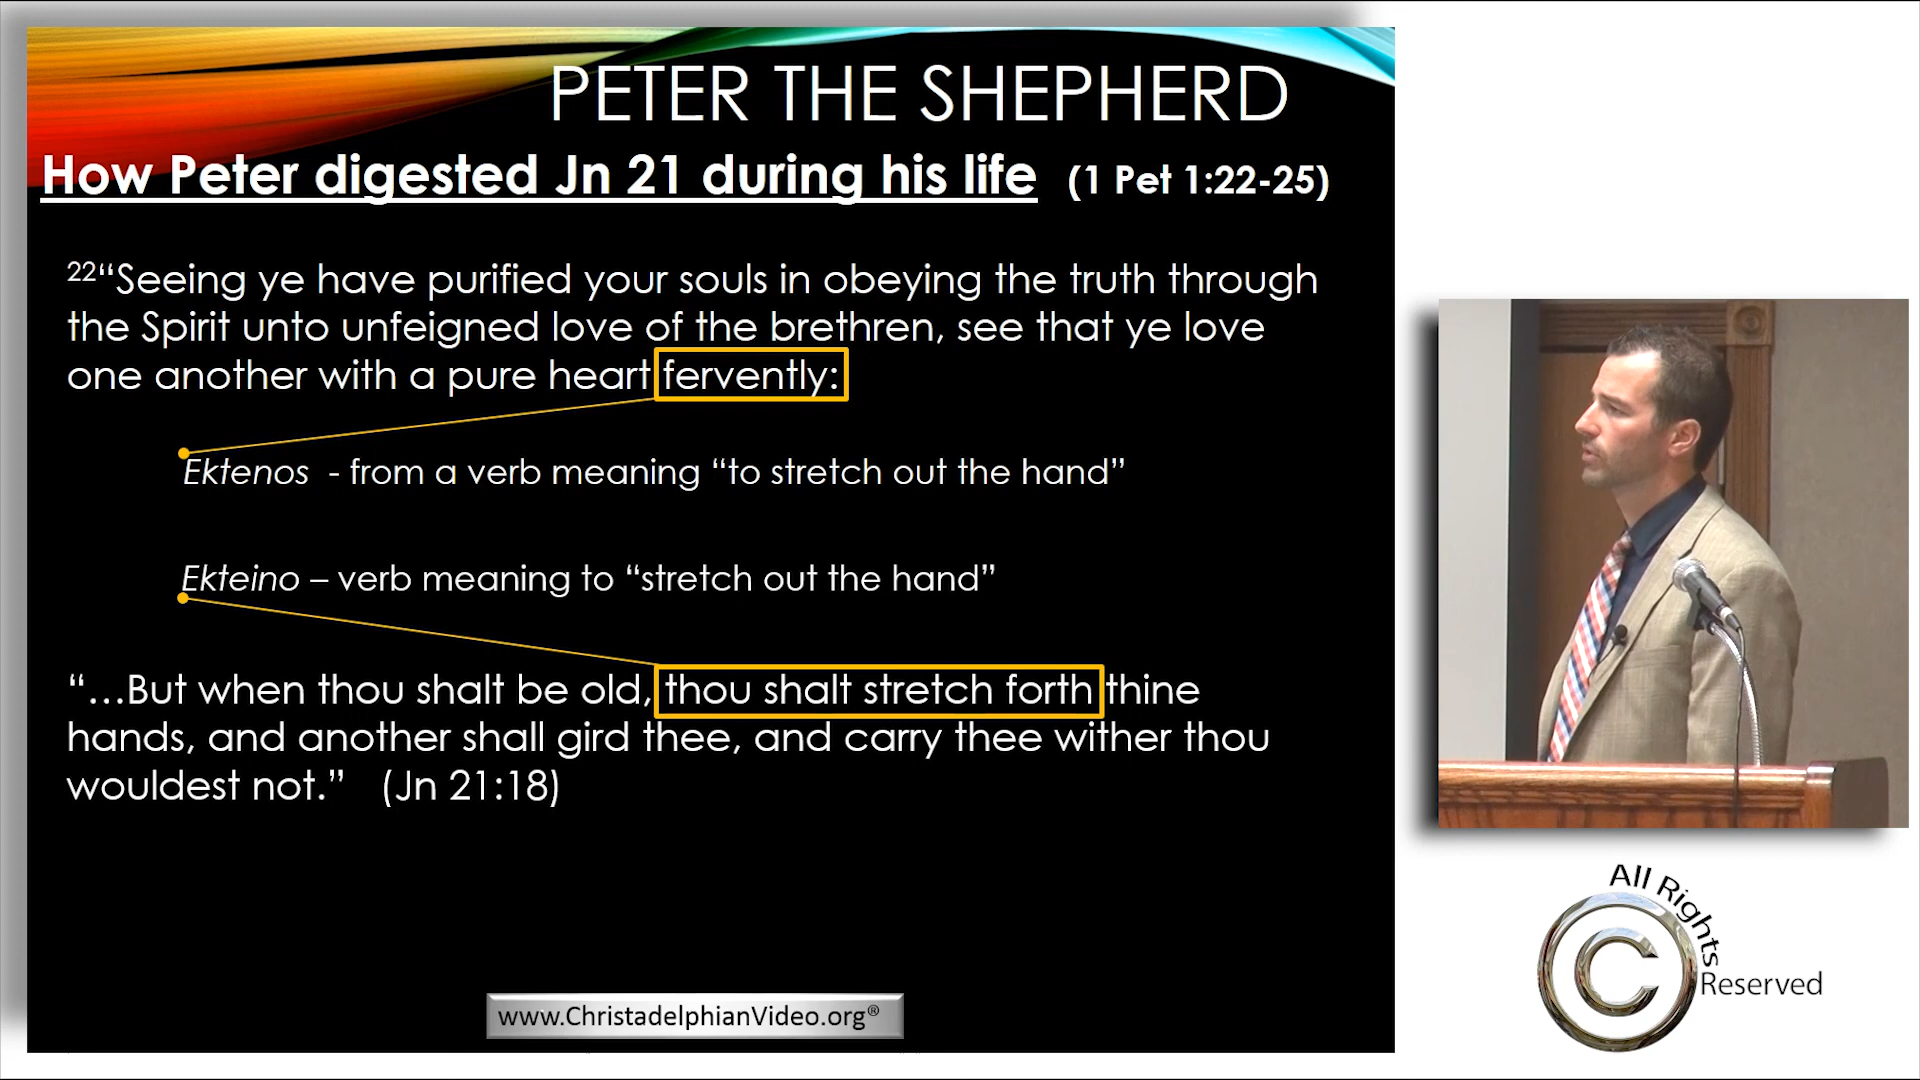 PETER THE SHEPHERD
How Peter digested Jn 21 during his life (1 Pet 1:22-25)
22“Seeing ye have purified your souls in obeying the truth through
the Spirit unto unfeigned love of the brethren, see that ye love
one another with a pure heart fervently:
Ektenos - from a verb meaning “to stretch out the hand”
Ekteino – verb meaning to “stretch out the hand”
“…But when thou shalt be old, thou shalt stretch forth thine
hands, and another shall gird thee, and carry thee wither thou
wouldest not.” (Jn 21:18)
www.ChristadelphianVideo.org®
All Rights
C
Reserved